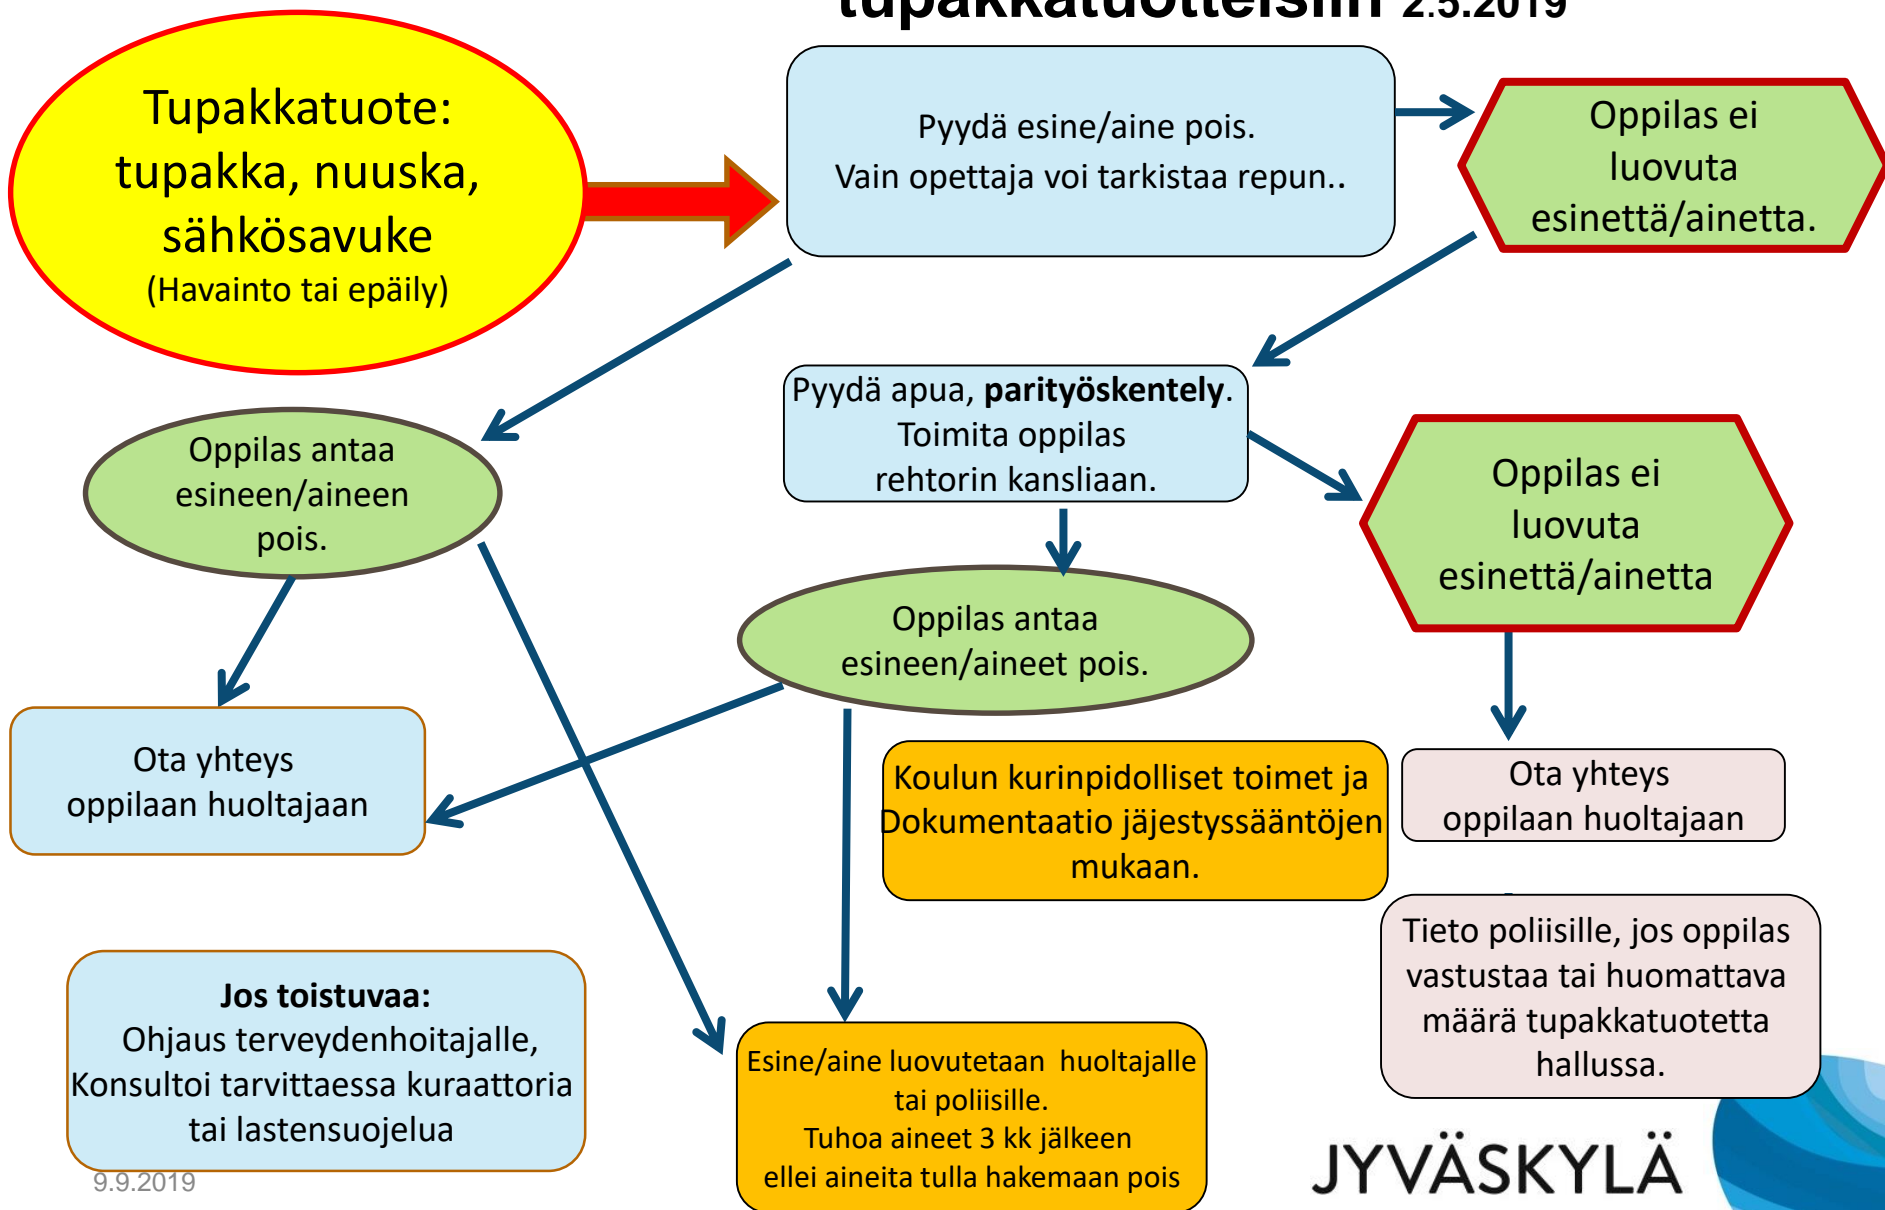 tupakkatuotteisiin 2.5.2019
Tupakkatuote:
tupakka, nuuska,
sähkösavuke
(Havainto tai epäily)
Pyydä esine/aine pois.
Vain opettaja voi tarkistaa repun..
Oppilas ei
luovuta
esinettä/ainetta.
Pyydä apua, parityöskentely.
Toimita oppilas
rehtorin kansliaan.
Oppilas antaa
esineen/aineen
pois.
Oppilas ei
luovuta
esinettä/ainetta
Oppilas antaa
esineen/aineet pois.
Ota yhteys
oppilaan huoltajaan
Koulun kurinpidolliset toimet ja
Dokumentaatio jäjestyssääntöjen
mukaan.
Ota yhteys
oppilaan huoltajaan
Tieto poliisille, jos oppilas
vastustaa tai huomattava
määrä tupakkatuotetta
hallussa.
Jos toistuvaa:
Ohjaus terveydenhoitajalle,
Konsultoi tarvittaessa kuraattoria
tai lastensuojelua
Esine/aine luovutetaan huoltajalle
tai poliisille.
Tuhoa aineet 3 kk jälkeen
ellei aineita tulla hakemaan pois
9.9.2019
JYVÄSKYLÄ